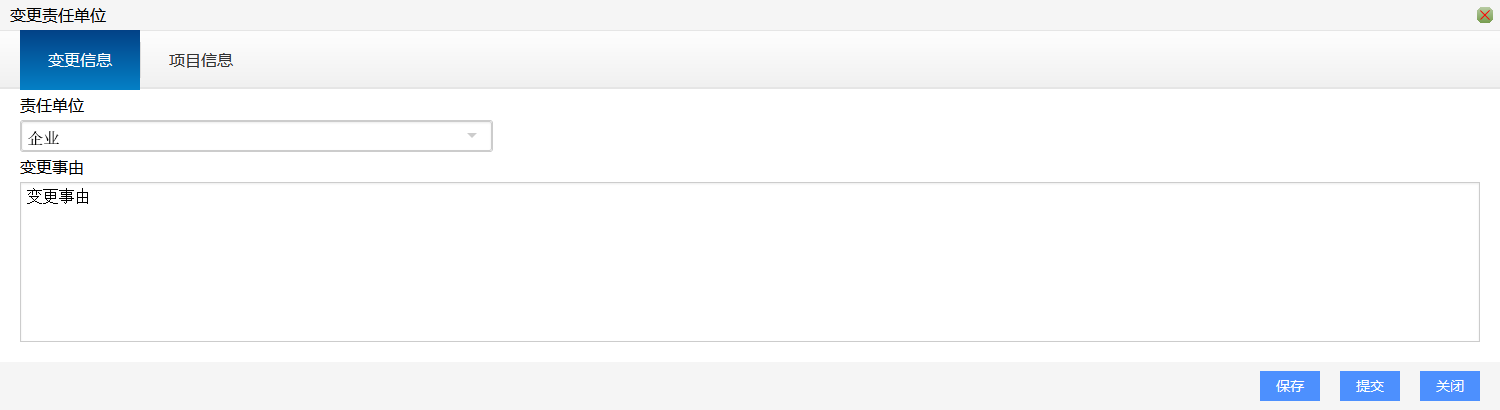 变更责任单位
变更信息 项目信息
责任单位
企业
变更事由
变更事由
保存 提交 关闭